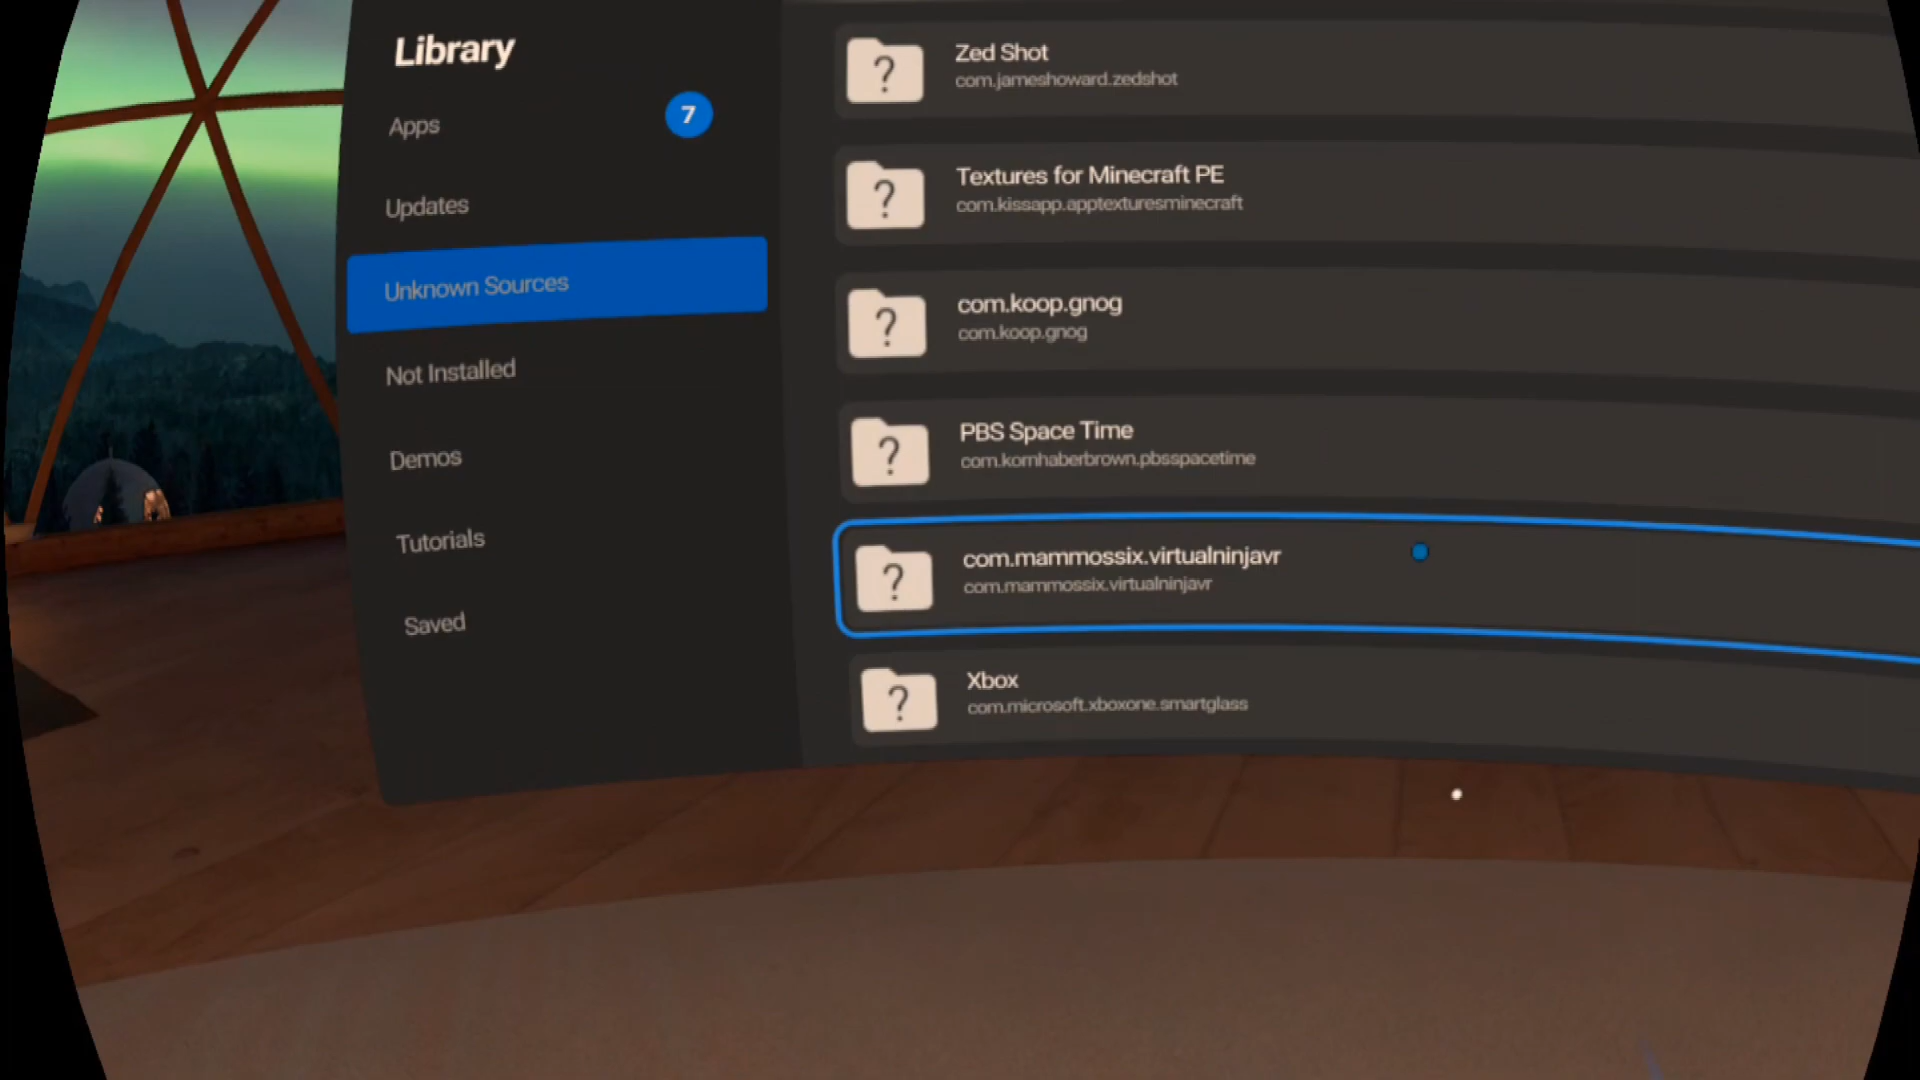 Library
Apps
7
Updates
Unknown Sources
Not Installed
Demos
Tutorials
Saved
?
Zed Shot
com.jameshoward.zedshot
?
Textures for Minecraft PE
com.kissapp.apptexturesminecraft
?
com.koop.gnog
com.koop.gnog
?
PBS Space Time
com.kornhaberbrown.pbsspacetime
?
com.mammossix.virtualninjavr
com.mammossix.virtualninjavr
?
Xbox
com.microsoft.xboxone.smartglass